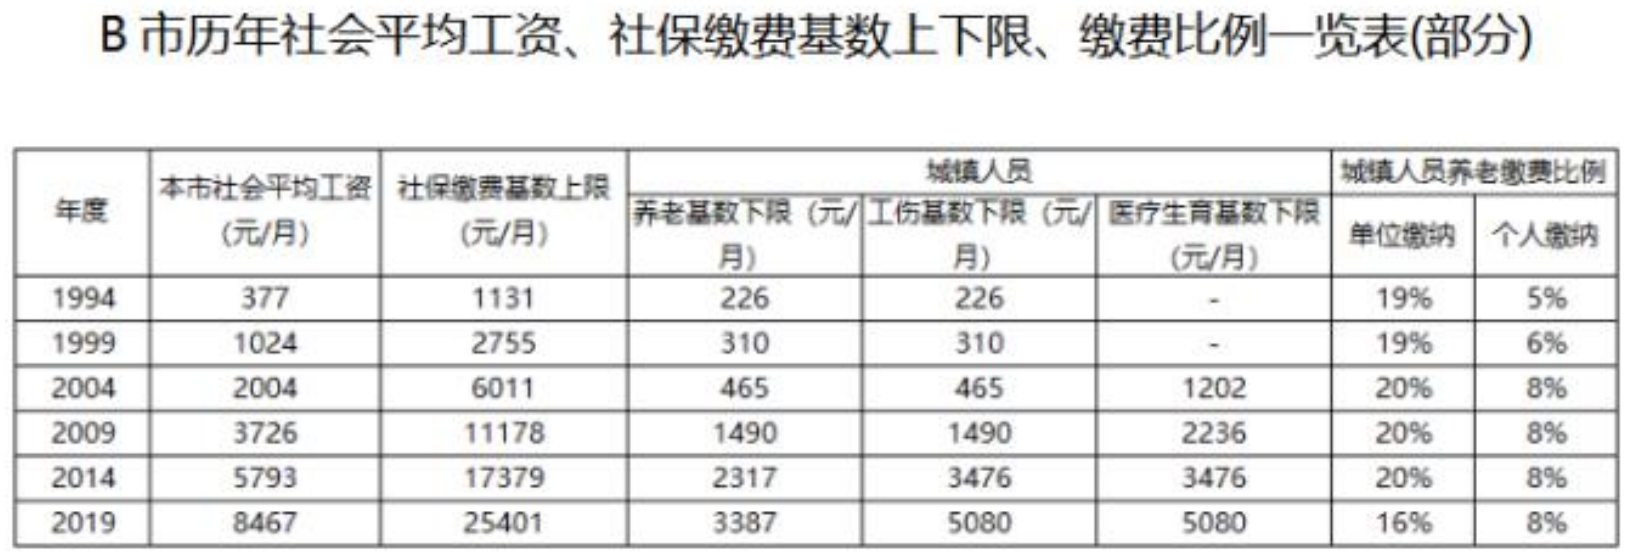 B 市历年社会平均工资、社保缴费基数上下限、缴费比例一览表(部分)
年度 本市社会平均工资(元/月) 社保缴费基数上限(元/月) 城镇人员 城镇人员养老缴费比例
养老基数下限（元/月） 工伤基数下限（元/月） 医疗生育基数下限(元/月) 单位缴纳 个人缴纳
1994 377 1131 226 226 - 19% 5%
1999 1024 2755 310 310 - 19% 6%
2004 2004 6011 465 465 1202 20% 8%
2009 3726 11178 1490 1490 2236 20% 8%
2014 5793 17379 2317 3476 3476 20% 8%
2019 8467 25401 3387 5080 5080 16% 8%